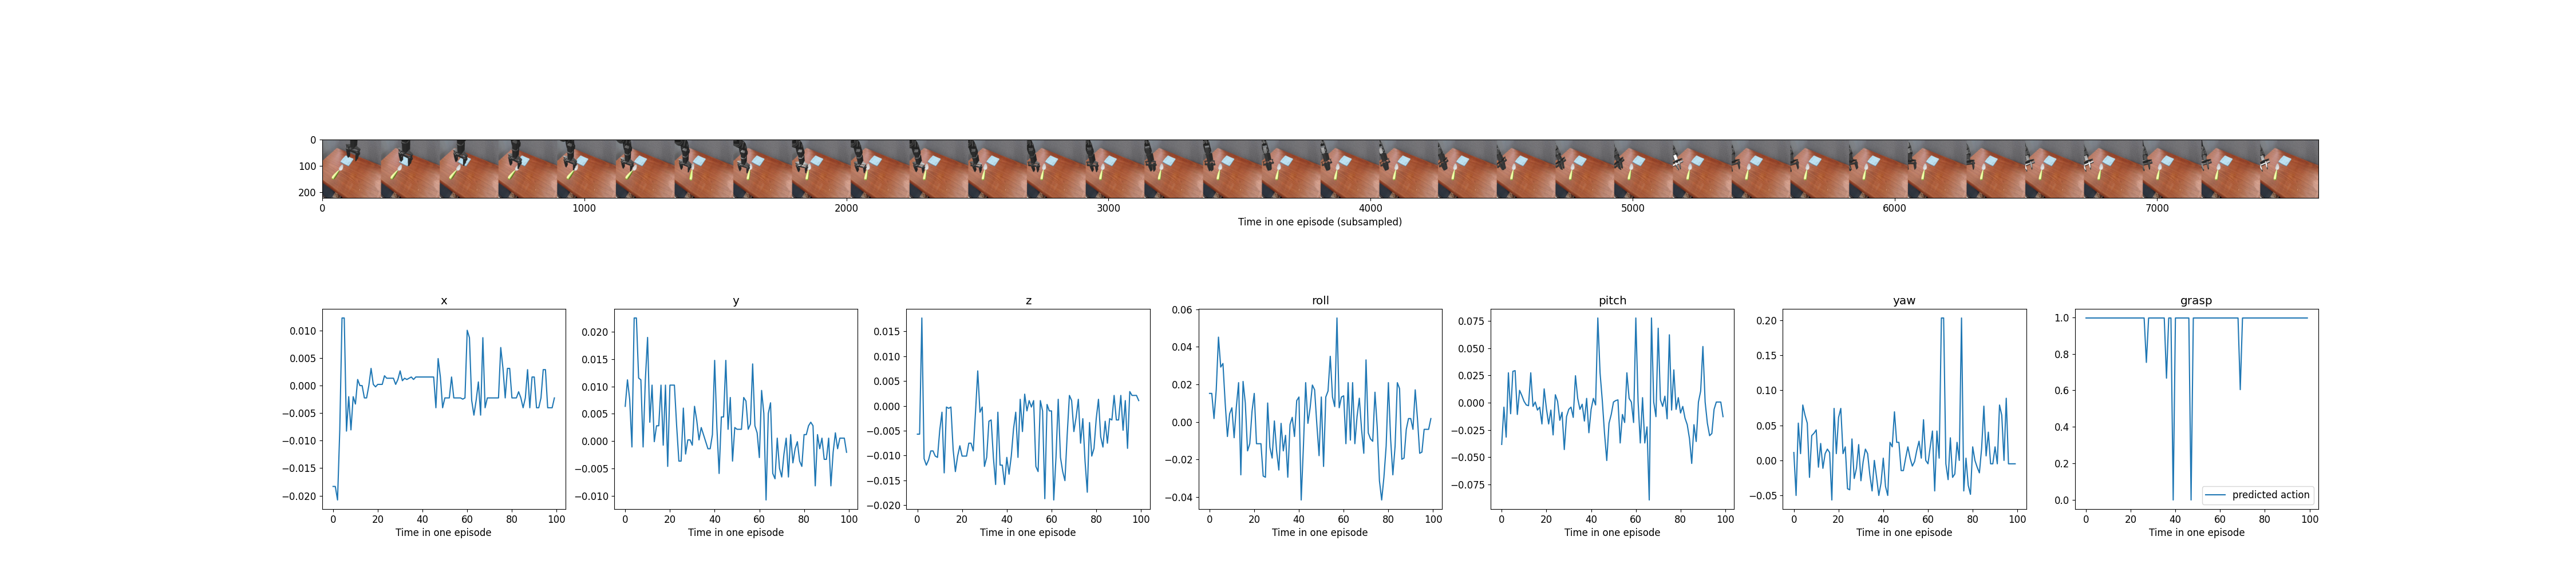 0
100
200
0 1000 2000 3000 4000 5000 6000 7000
Time in one episode (subsampled)
x
0.010
0.005
0.000
−0.005
−0.010
−0.015
−0.020
0 20 40 60 80 100
Time in one episode
y
0.020
0.015
0.010
0.005
0.000
−0.005
−0.010
0 20 40 60 80 100
Time in one episode
z
0.015
0.010
0.005
0.000
−0.005
−0.010
−0.015
−0.020
0 20 40 60 80 100
Time in one episode
roll
0.06
0.04
0.02
0.00
−0.02
−0.04
0 20 40 60 80 100
Time in one episode
pitch
0.075
0.050
0.025
0.000
−0.025
−0.050
−0.075
0 20 40 60 80 100
Time in one episode
yaw
0.20
0.15
0.10
0.05
0.00
−0.05
0 20 40 60 80 100
Time in one episode
grasp
1.0
0.8
0.6
0.4
0.2
0.0
predicted action
0 20 40 60 80 100
Time in one episode